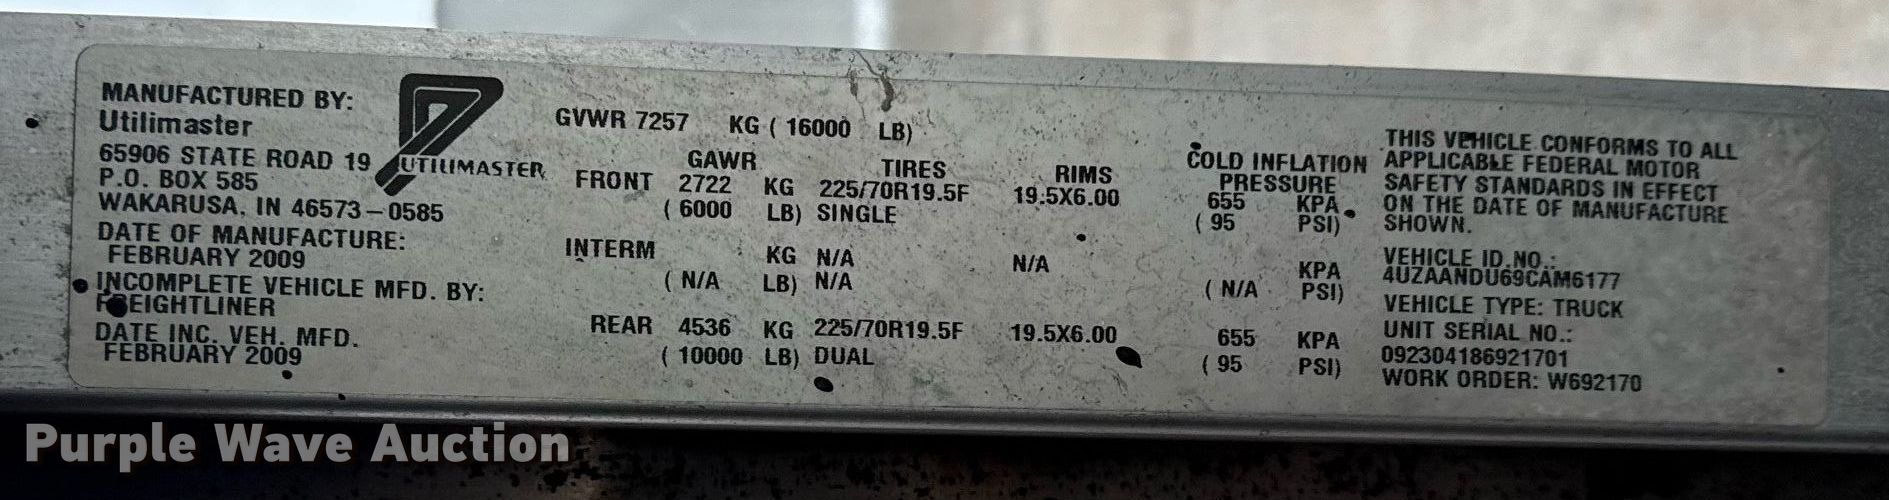 MANUFACTURED BY:
Utilimaster
65906 STATE ROAD 19
P.O. BOX 585
WAKARUSA, IN 46573-0585
DATE OF MANUFACTURE:
FEBRUARY 2009
INCOMPLETE VEHICLE MFD. BY:
FREIGHTLINER
DATE INC. VEH. MFD.
FEBRUARY 2009
UTILIMASTER
GVWR 7257 KG ( 16000 LB)
GAWR TIRES RIMS COLD INFLATION PRESSURE
FRONT 2722 KG 225/70R19.5F 19.5X6.00 655 KPA
( 6000 LB) SINGLE ( 95 PSI)
INTERM KG N/A N/A KPA
( N/A LB) N/A ( N/A PSI)
REAR 4536 KG 225/70R19.5F 19.5X6.00 655 KPA
( 10000 LB) DUAL ( 95 PSI)
THIS VEHICLE CONFORMS TO ALL
APPLICABLE FEDERAL MOTOR
SAFETY STANDARDS IN EFFECT
ON THE DATE OF MANUFACTURE
SHOWN.
VEHICLE ID.NO.:
4UZAANDU69CAM6177
VEHICLE TYPE: TRUCK
UNIT SERIAL NO.:
092304186921701
WORK ORDER: W692170
Purple Wave Auction